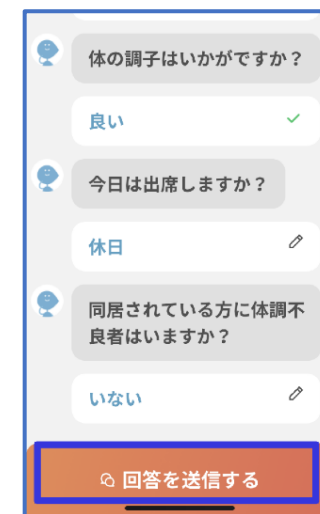 体の調子はいかがですか？
良い
今日は出席しますか？
休日
同居されている方に体調不
良者はいますか？
いない
回答を送信する